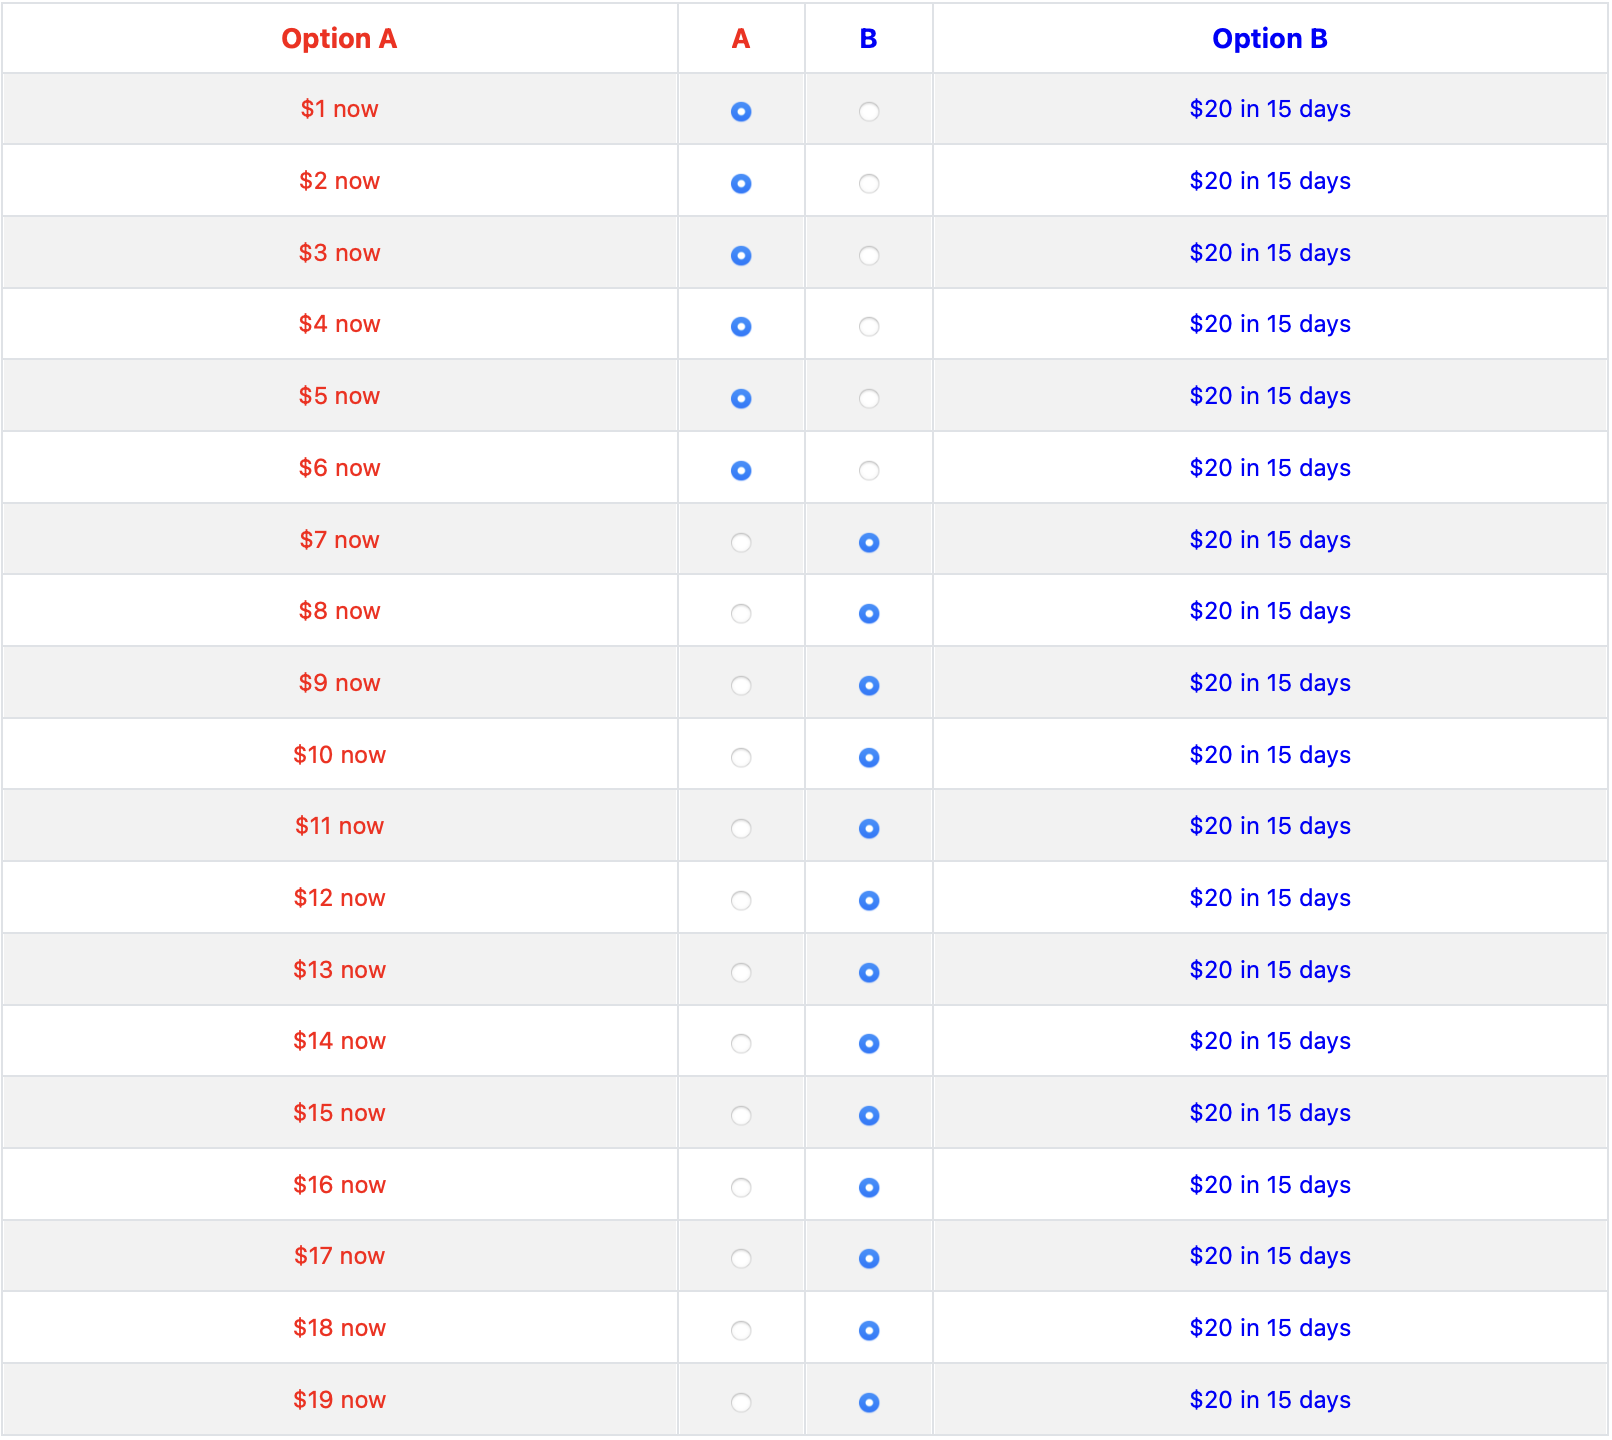 Option A A B Option B
$1 now $20 in 15 days
$2 now $20 in 15 days
$3 now $20 in 15 days
$4 now $20 in 15 days
$5 now $20 in 15 days
$6 now $20 in 15 days
$7 now $20 in 15 days
$8 now $20 in 15 days
$9 now $20 in 15 days
$10 now $20 in 15 days
$11 now $20 in 15 days
$12 now $20 in 15 days
$13 now $20 in 15 days
$14 now $20 in 15 days
$15 now $20 in 15 days
$16 now $20 in 15 days
$17 now $20 in 15 days
$18 now $20 in 15 days
$19 now $20 in 15 days